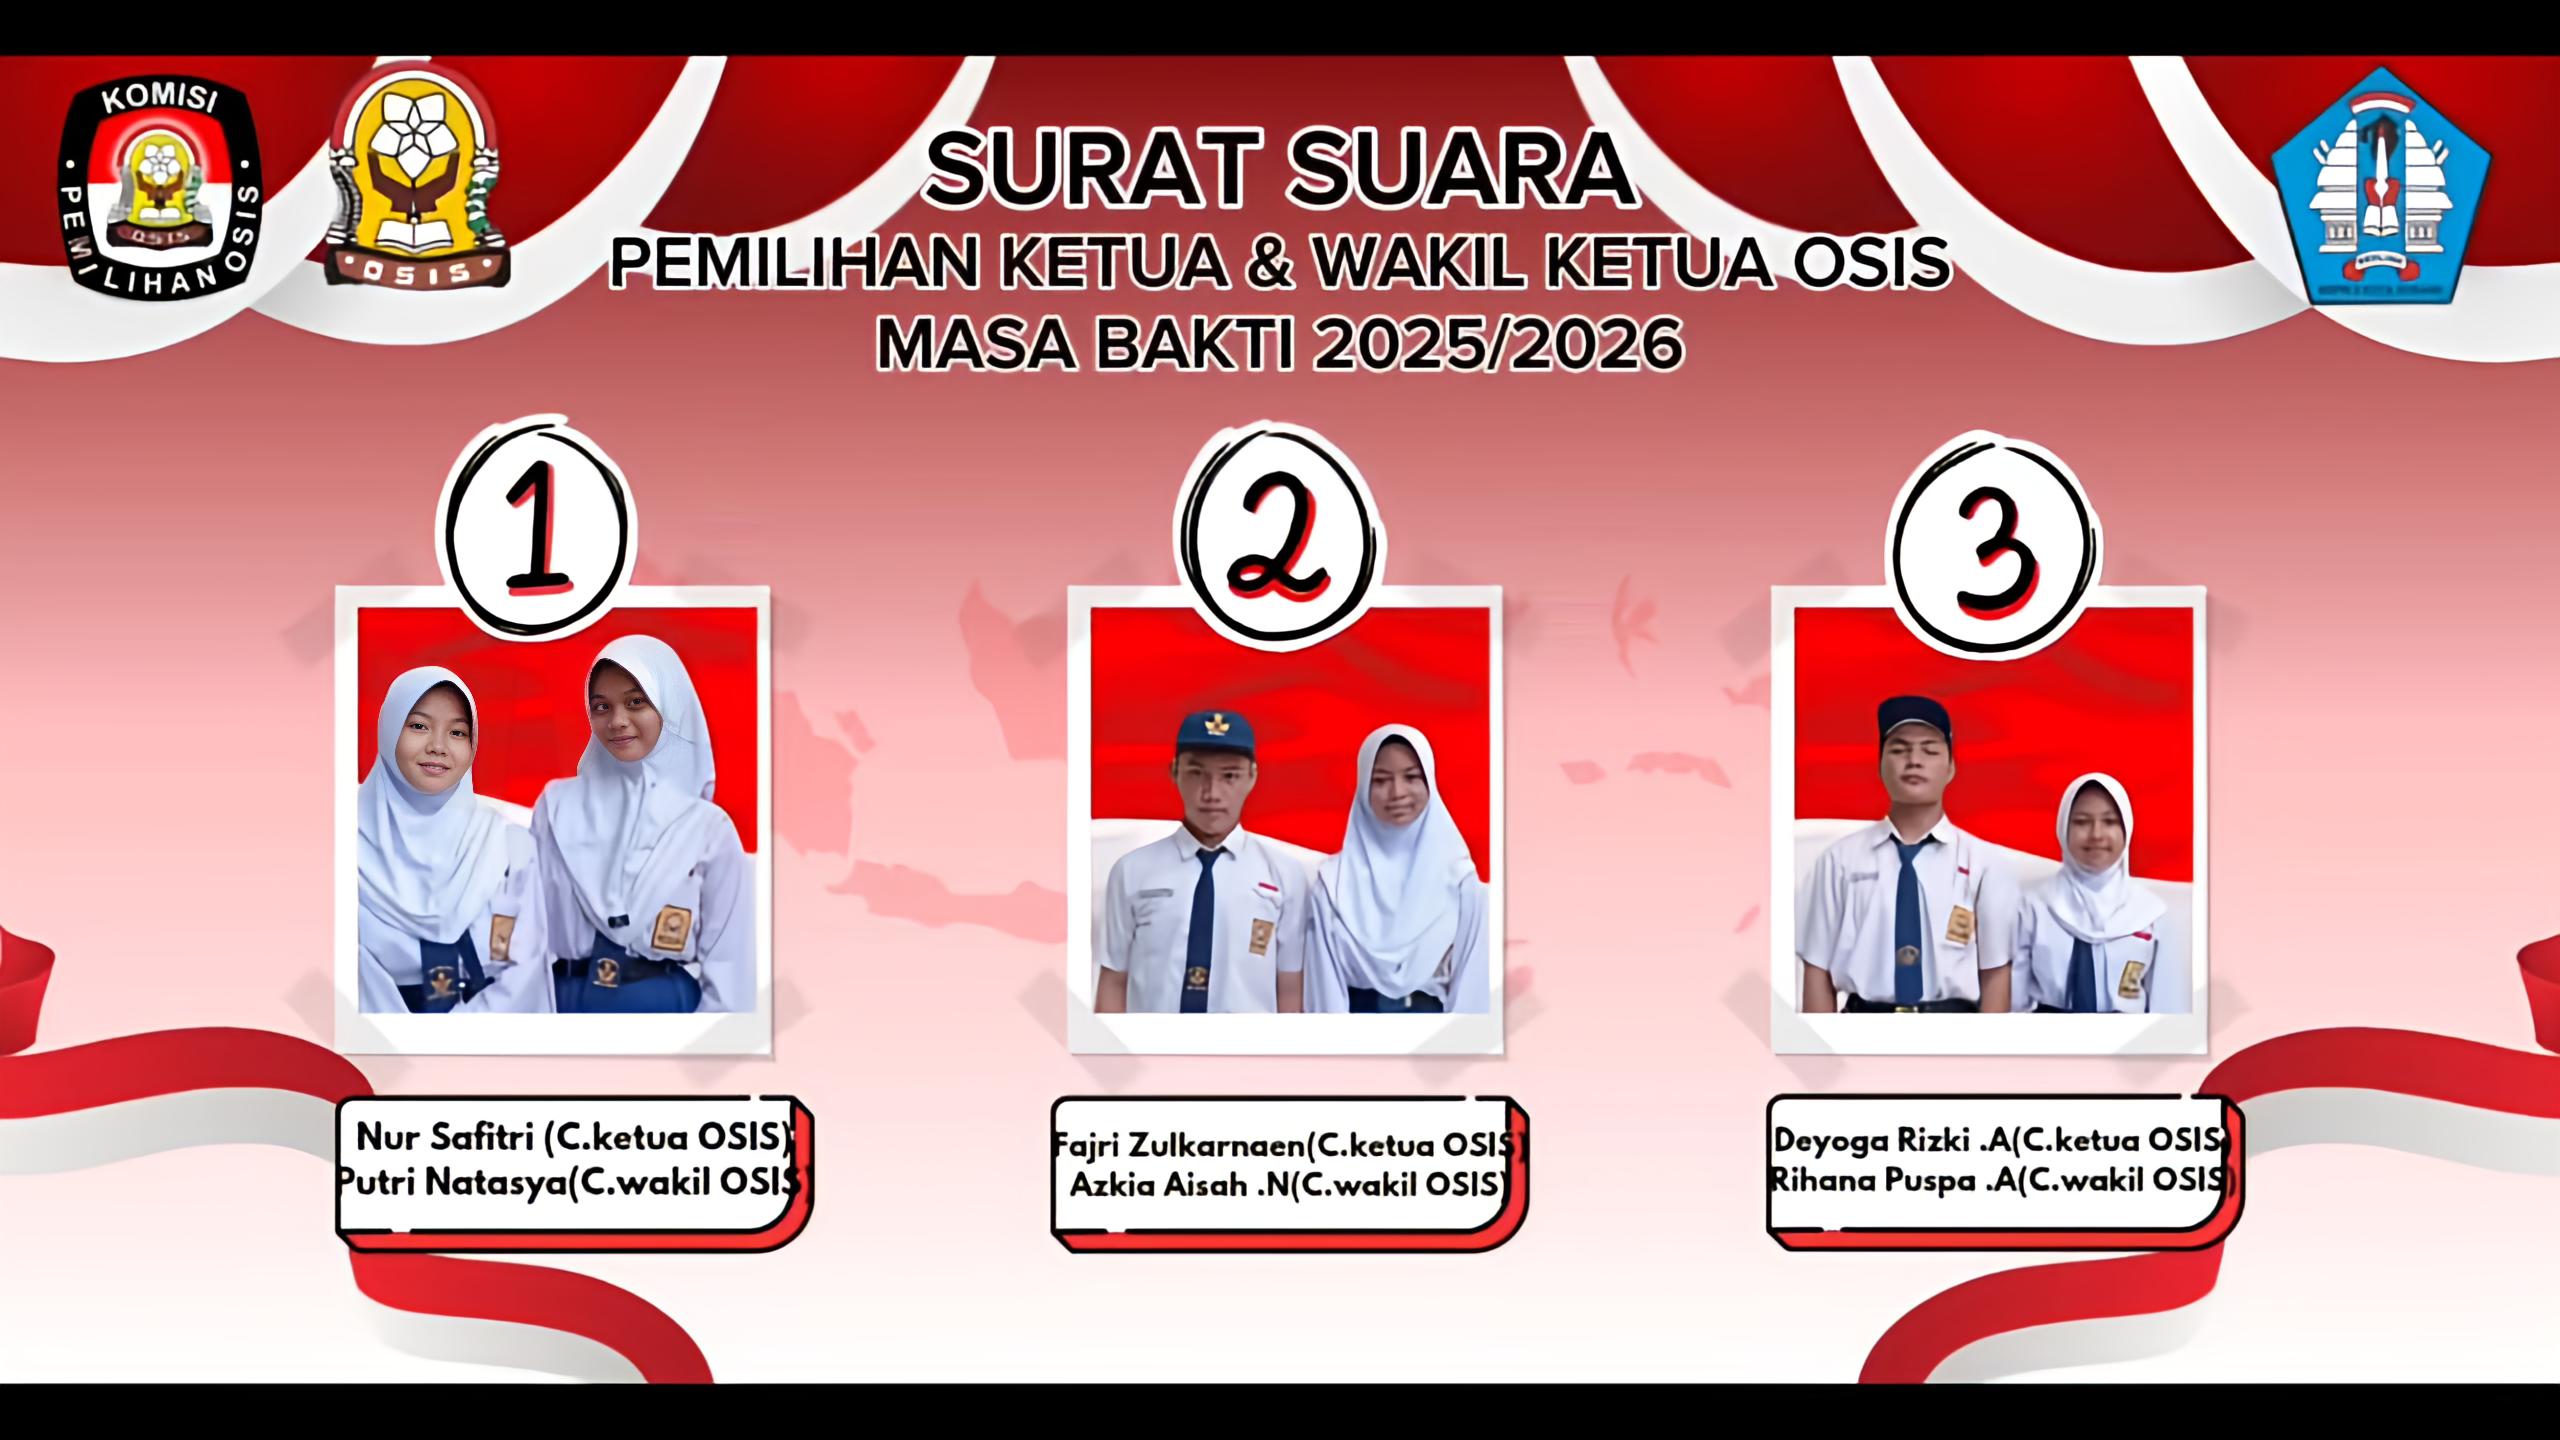 KOMISI
PEMILIHAN OSIS
OSIS
OSIS
SURAT SUARA
PEMILIHAN KETUA & WAKIL KETUA OSIS
MASA BAKTI 2025/2026
1
2
3
Nur Safitri (C.ketua OSIS)
Putri Natasya(C.wakil OSIS)
Fajri Zulkarnaen(C.ketua OSIS)
Azkia Aisah .N(C.wakil OSIS)
Deyoga Rizki .A(C.ketua OSIS)
Rihana Puspa .A(C.wakil OSIS)